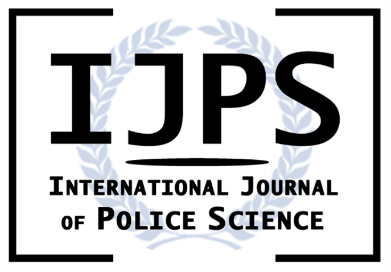 IJPS
INTERNATIONAL JOURNAL
OF POLICE SCIENCE